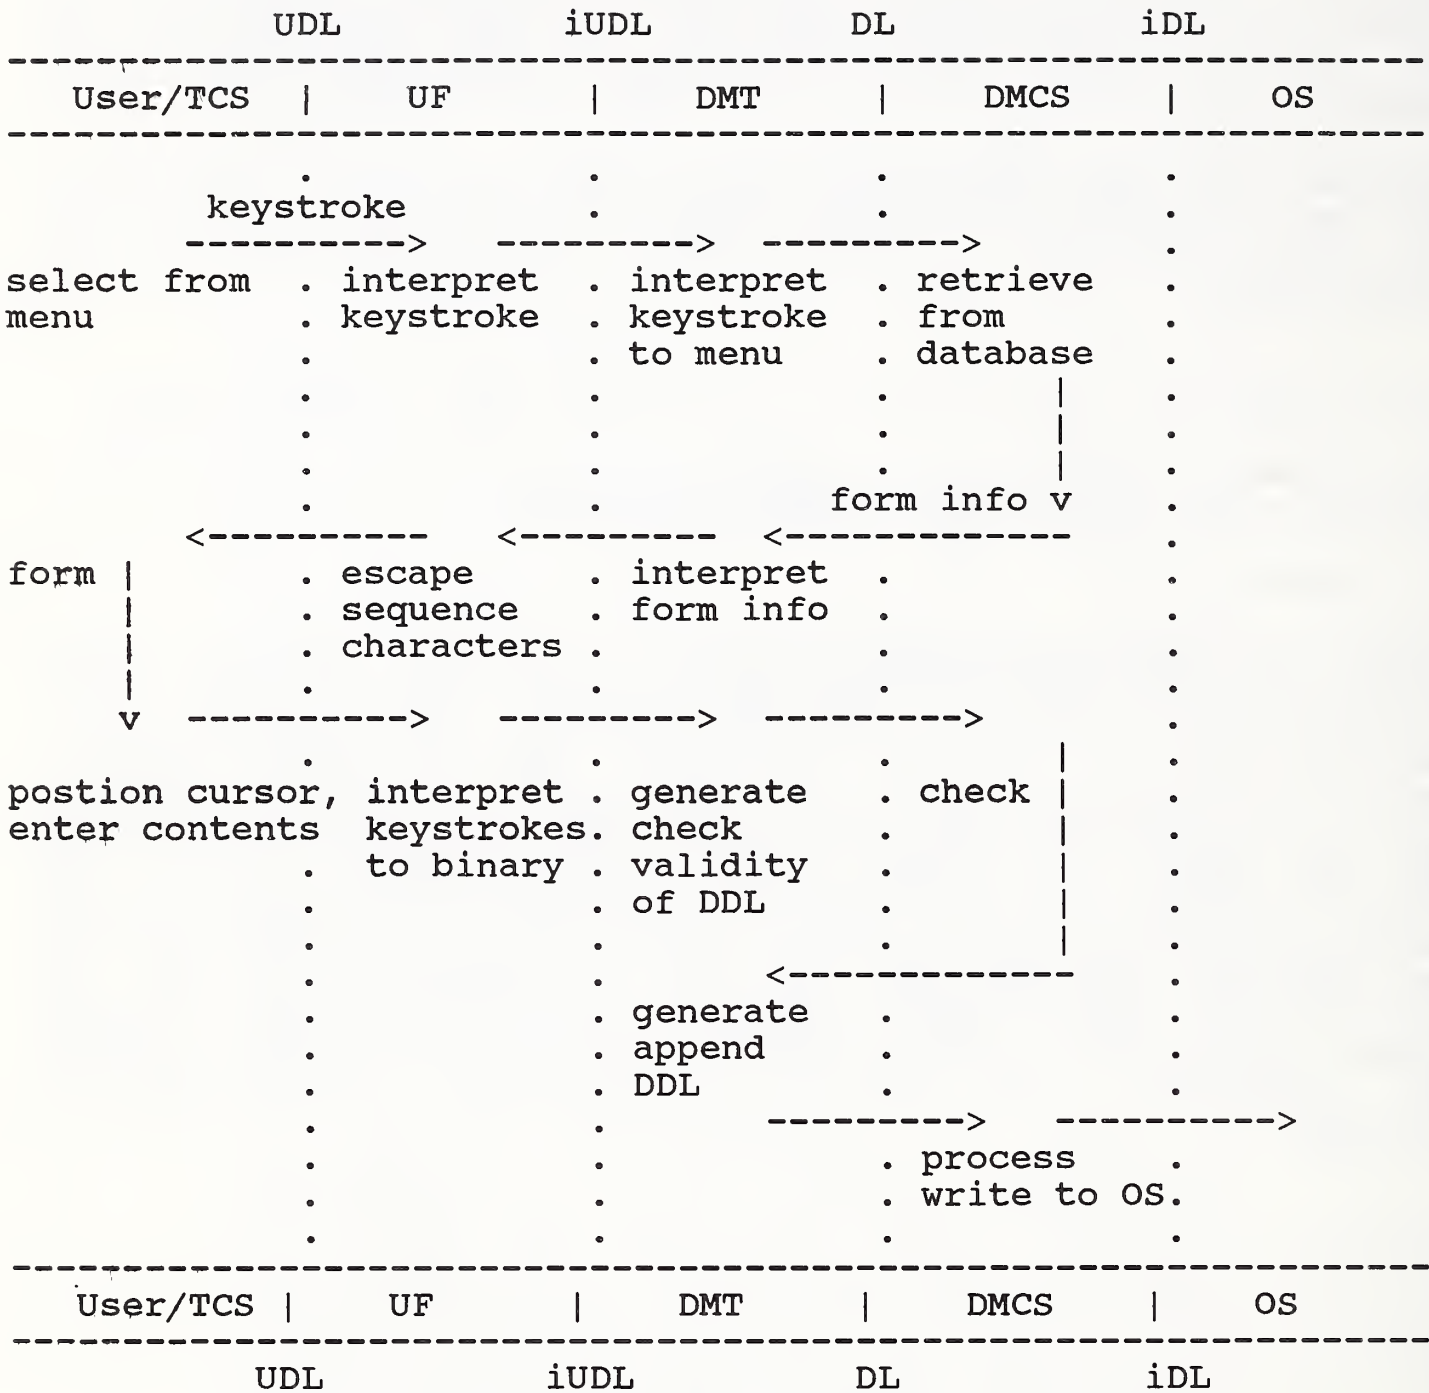 UDL iUDL DL iDL
User/TCS | UF | DMT | DMCS | OS
keystroke
-----------> ----------> ---------->
select from . interpret . interpret . retrieve .
menu . keystroke . keystroke . from .
. . to menu . database .
form info v
<----------- <---------- <--------------
form | . escape . interpret . .
| . sequence . form info . .
| . characters . . .
v -----------> ----------> ---------->
postion cursor, interpret . generate . check | .
enter contents keystrokes. check . | .
. to binary . validity . | .
. . of DDL . | .
<--------------
. . generate . .
. . append . .
. . DDL . .
----------> ----------->
. . . process .
. . . write to OS.
User/TCS | UF | DMT | DMCS | OS
UDL iUDL DL iDL